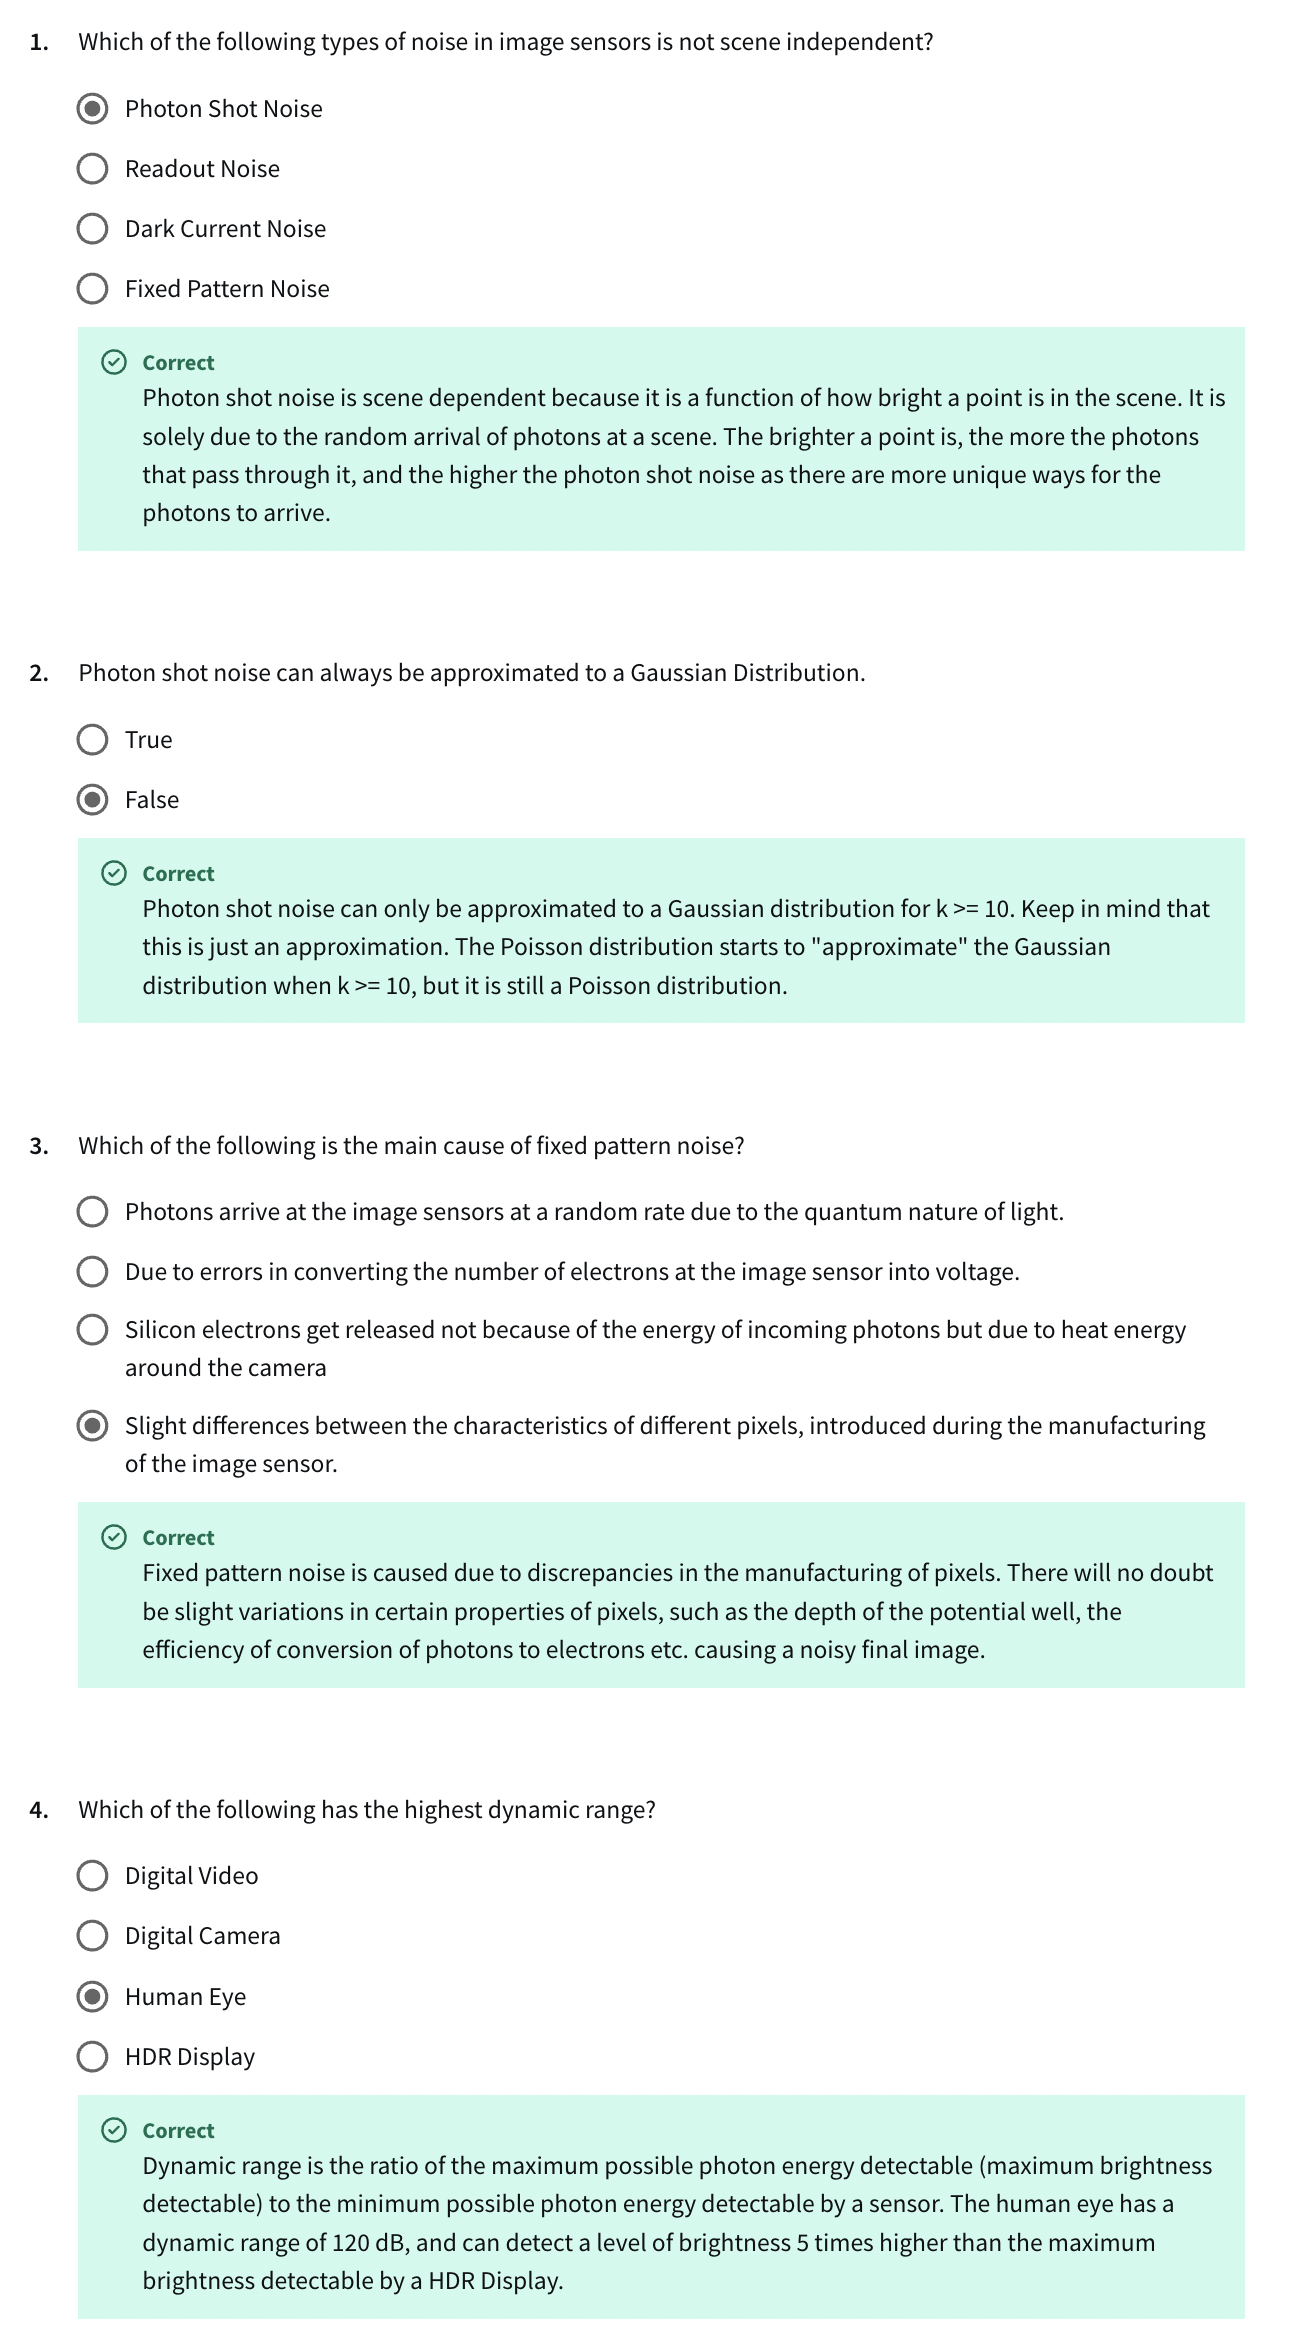 1. Which of the following types of noise in image sensors is not scene independent?
Photon Shot Noise
Readout Noise
Dark Current Noise
Fixed Pattern Noise
Correct
Photon shot noise is scene dependent because it is a function of how bright a point is in the scene. It is
solely due to the random arrival of photons at a scene. The brighter a point is, the more the photons
that pass through it, and the higher the photon shot noise as there are more unique ways for the
photons to arrive.
2. Photon shot noise can always be approximated to a Gaussian Distribution.
True
False
Correct
Photon shot noise can only be approximated to a Gaussian distribution for k >= 10. Keep in mind that
this is just an approximation. The Poisson distribution starts to "approximate" the Gaussian
distribution when k >= 10, but it is still a Poisson distribution.
3. Which of the following is the main cause of fixed pattern noise?
Photons arrive at the image sensors at a random rate due to the quantum nature of light.
Due to errors in converting the number of electrons at the image sensor into voltage.
Silicon electrons get released not because of the energy of incoming photons but due to heat energy
around the camera
Slight differences between the characteristics of different pixels, introduced during the manufacturing
of the image sensor.
Correct
Fixed pattern noise is caused due to discrepancies in the manufacturing of pixels. There will no doubt
be slight variations in certain properties of pixels, such as the depth of the potential well, the
efficiency of conversion of photons to electrons etc. causing a noisy final image.
4. Which of the following has the highest dynamic range?
Digital Video
Digital Camera
Human Eye
HDR Display
Correct
Dynamic range is the ratio of the maximum possible photon energy detectable (maximum brightness
detectable) to the minimum possible photon energy detectable by a sensor. The human eye has a
dynamic range of 120 dB, and can detect a level of brightness 5 times higher than the maximum
brightness detectable by a HDR Display.